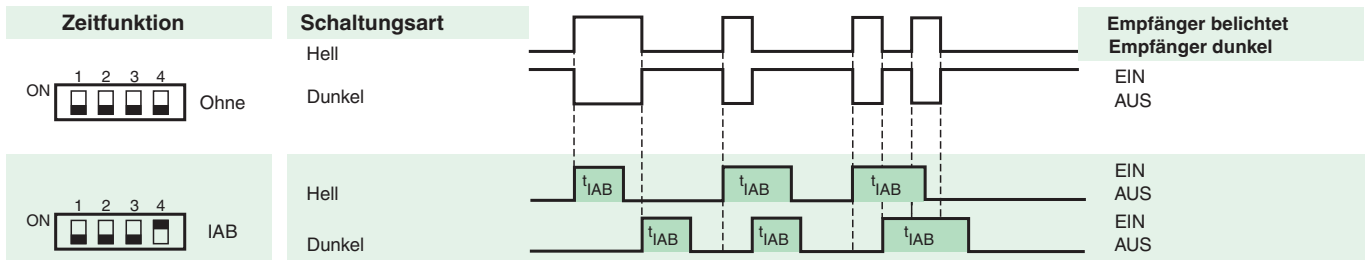 Zeitfunktion
Schaltungsart
Empfänger belichtet
Empfänger dunkel
Hell
1 2 3 4
ON
Ohne
Dunkel
EIN
AUS
Hell
tIAB
tIAB
tIAB
EIN
AUS
1 2 3 4
ON
IAB
Dunkel
tIAB
tIAB
tIAB
EIN
AUS